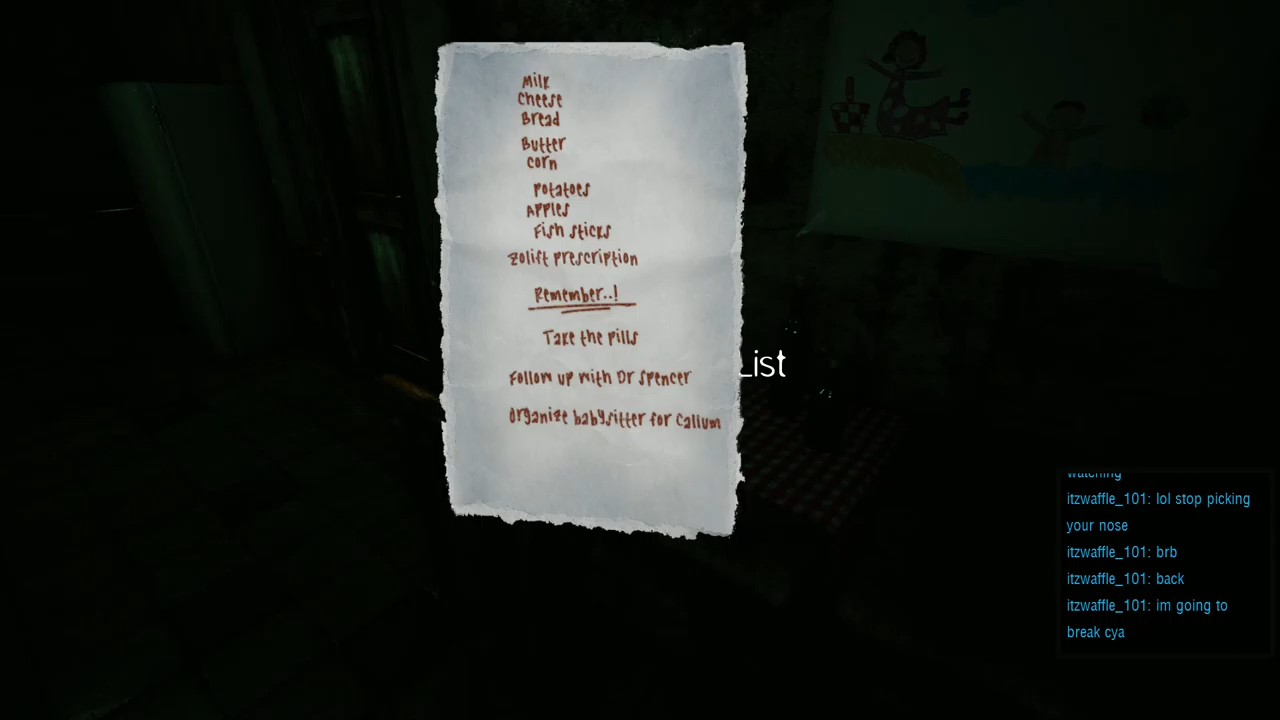 Milk
Cheese
Bread
Butter
Corn
Potatoes
Apples
Fish sticks
Zolift prescription
Remember..!
Take the pills
Follow up with Dr Spencer
Organize babysitter for Callum
List
watching
itzwaffle_101: lol stop picking
your nose
itzwaffle_101: brb
itzwaffle_101: back
itzwaffle_101: im going to
break cya